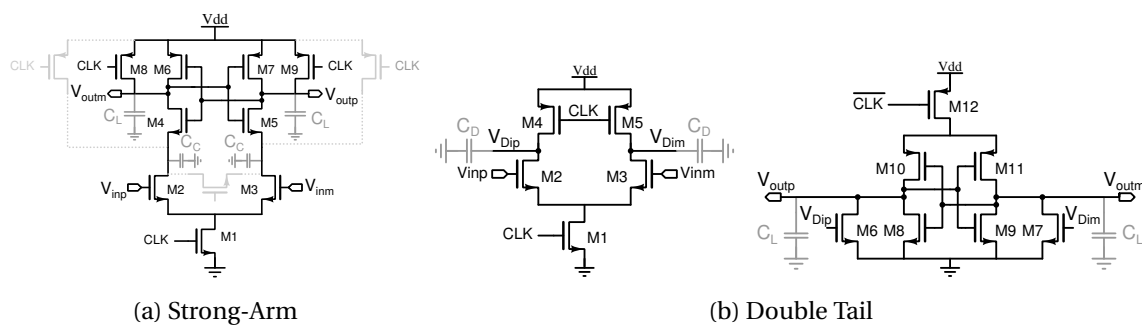 Vdd
CLK
CLK
M8
M6
M7
M9
CLK
CLK
Voutm
Voutp
CL
M4
M5
CL
CC
CC
Vinp
M2
M3
Vinm
CLK
M1
(a) Strong-Arm
Vdd
M4
CLK
M5
CD
VDip
VDim
CD
Vinp
M2
M3
Vinm
CLK
M1
Vdd
CLK
M12
M10
M11
Voutp
Voutm
VDip
VDim
CL
M6
M8
M9
M7
CL
(b) Double Tail